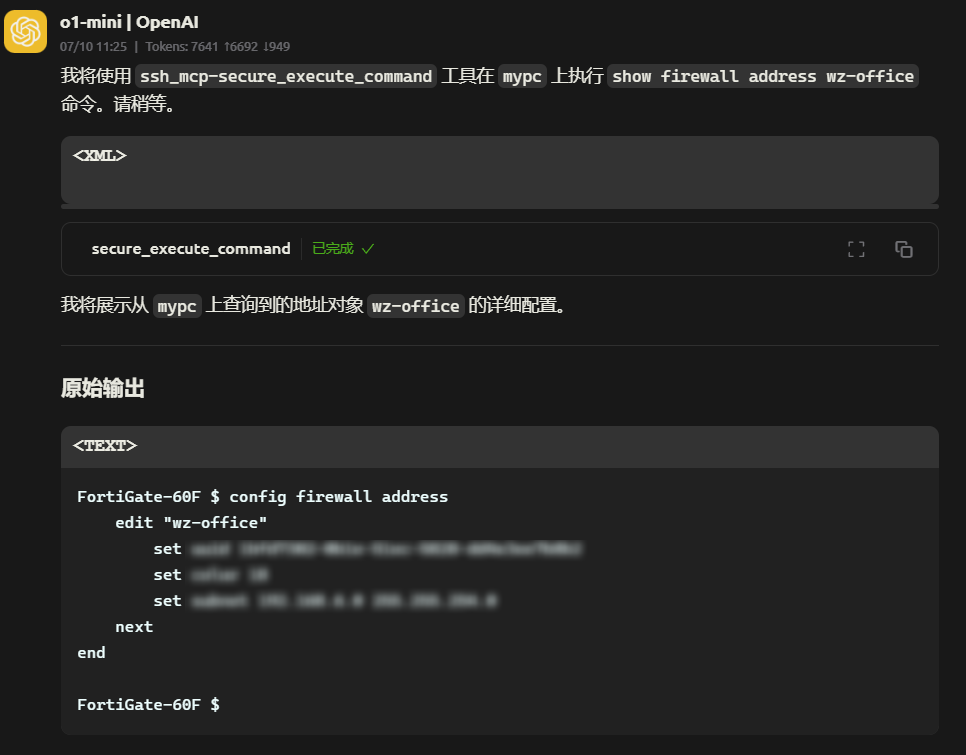 o1-mini | OpenAI
07/10 11:25 | Tokens: 7641 ↑6692 ↓949
我将使用 ssh_mcp-secure_execute_command 工具在 mypc 上执行 show firewall address wz-office
命令。请稍等。
<XML>
secure_execute_command 已完成 ✓
我将展示从 mypc 上查询到的地址对象 wz-office 的详细配置。
原始输出
<TEXT>
FortiGate-60F $ config firewall address
    edit "wz-office"
        set
        set
        set
    next
end
FortiGate-60F $